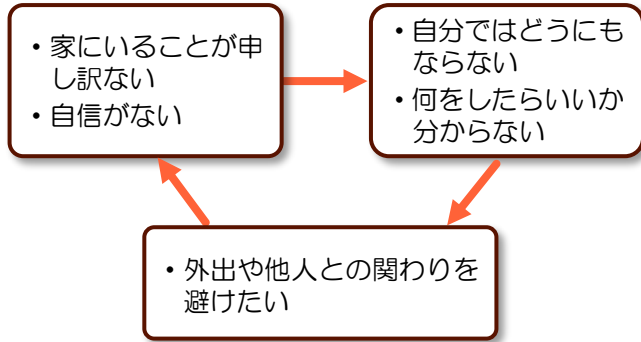 ・家にいることが申
し訳ない
・自信がない
・自分ではどうにも
ならない
・何をしたらいいか
分からない
・外出や他人との関わりを
避けたい